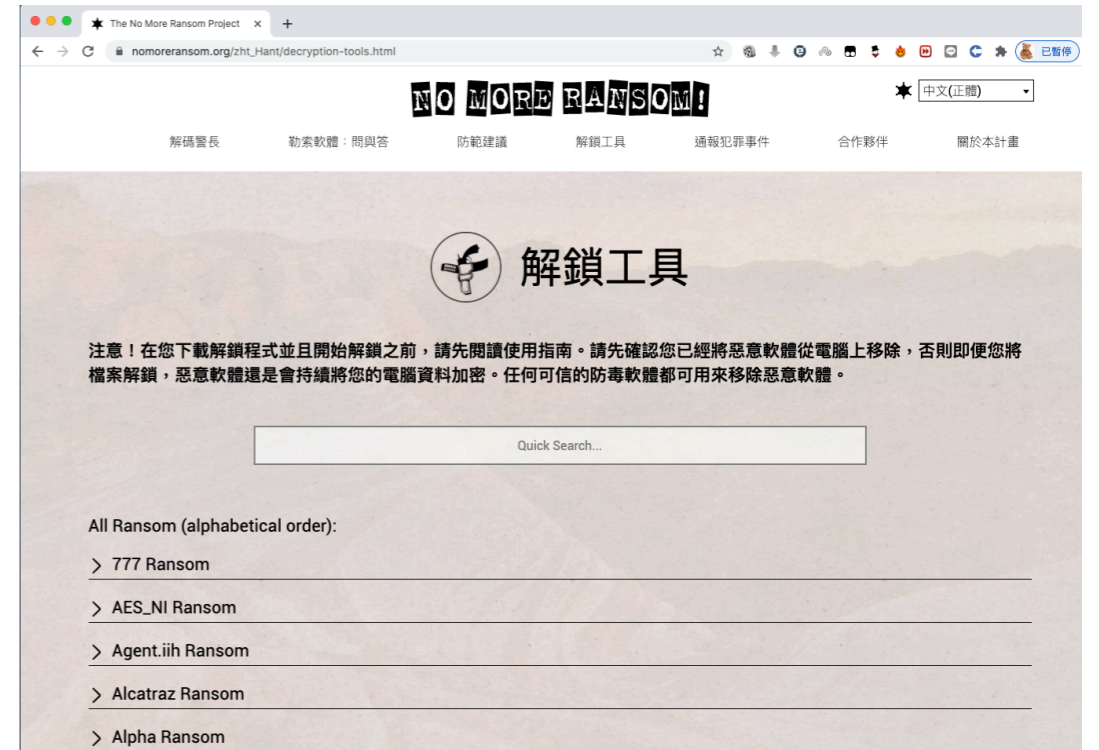 The No More Ransom Project
nomoreransom.org/zht_Hant/decryption-tools.html
已暫停
NO MORE RANSOM!
中文(正體)
解碼警長 勒索軟體：問與答 防範建議 解鎖工具 通報犯罪事件 合作夥伴 關於本計畫
解鎖工具
注意！在您下載解鎖程式並且開始解鎖之前，請先閱讀使用指南。請先確認您已經將惡意軟體從電腦上移除，否則即便您將
檔案解鎖，惡意軟體還是會持續將您的電腦資料加密。任何可信的防毒軟體都可用來移除惡意軟體。
Quick Search...
All Ransom (alphabetical order):
777 Ransom
AES_NI Ransom
Agent.iih Ransom
Alcatraz Ransom
Alpha Ransom